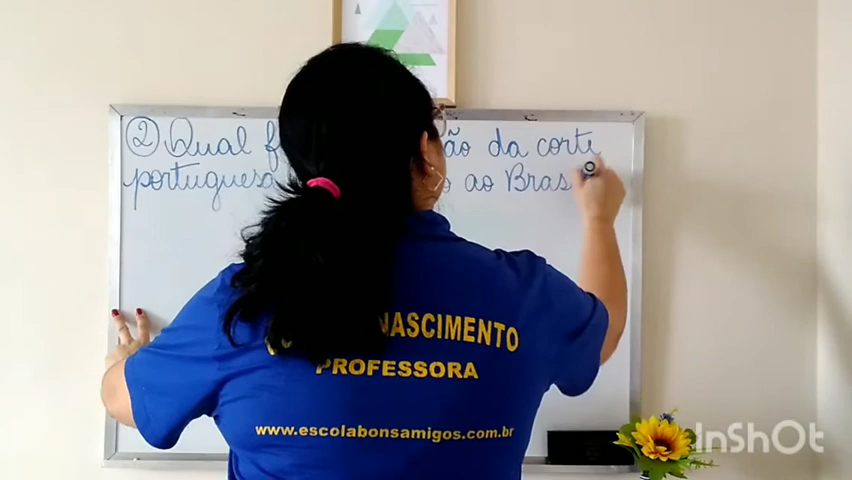 ② Qual f ão da corte
portuguesa o ao Bras
NASCIMENTO
PROFESSORA
www.escolabonsamigos.com.br
InShOt